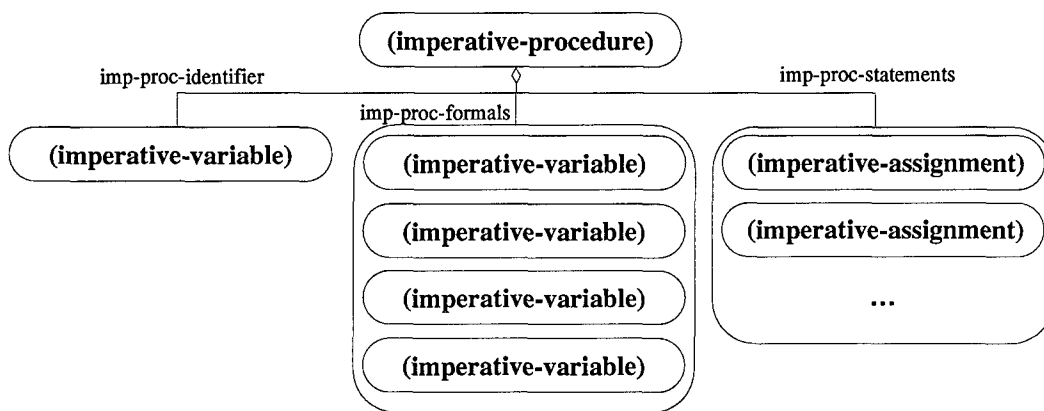 (imperative-procedure)
imp-proc-identifier
imp-proc-statements
imp-proc-formals
(imperative-variable)
(imperative-variable)
(imperative-variable)
(imperative-variable)
(imperative-variable)
(imperative-assignment)
(imperative-assignment)
...